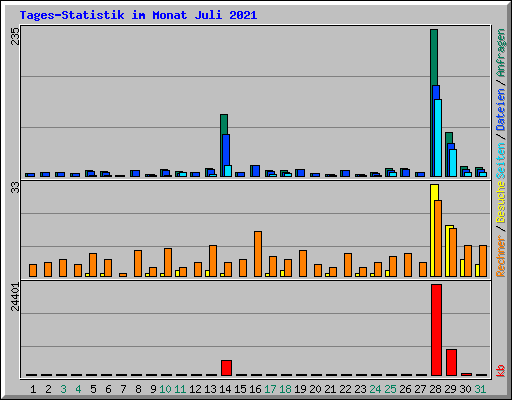 Tages-Statistik im Monat Juli 2021
235
33
24401
Rechner / Besuche Seiten / Dateien / Anfragen
kb
1 2 3 4 5 6 7 8 9 10 11 12 13 14 15 16 17 18 19 20 21 22 23 24 25 26 27 28 29 30 31